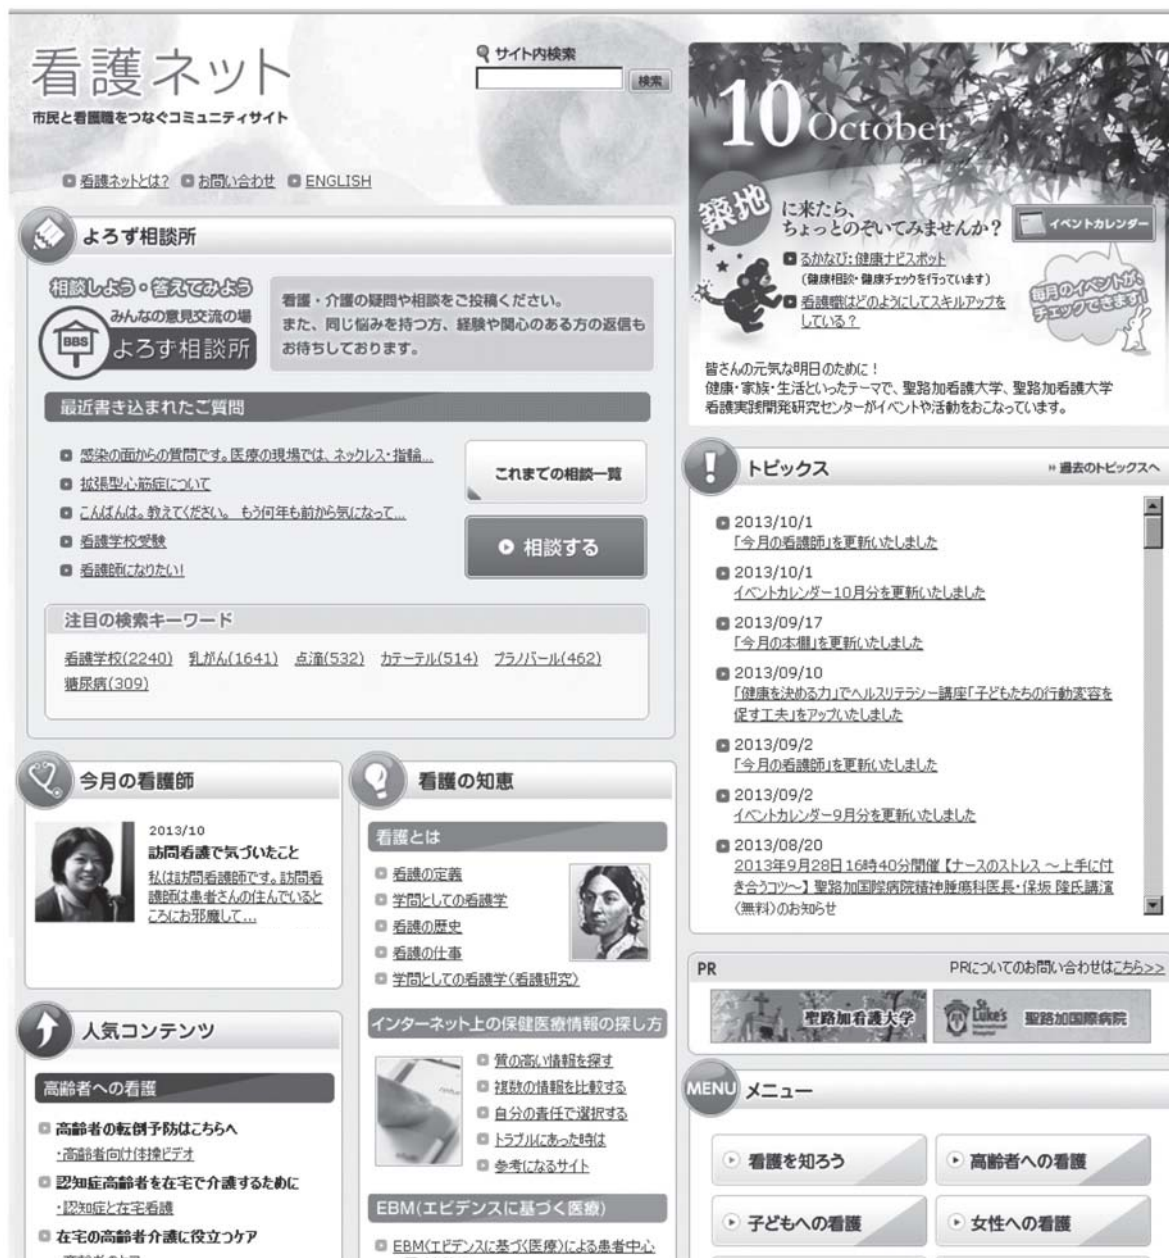 看護ネット
市民と看護職をつなぐコミュニティサイト
サイト内検索
検索
看護ネットとは? お問い合わせ ENGLISH
よろず相談所
相談しよう・答えてみよう
みんなの意見交流の場
BBS
よろず相談所
看護・介護の疑問や相談をご投稿ください。
また、同じ悩みを持つ方、経験や関心のある方の返信も
お待ちしております。
最近書き込まれたご質問
感染の面からの質問です。医療の現場では、ネックレス・指輪...
拡張型心筋症について
こんばんは。教えてください。 もう何年も前から気になって...
看護学校受験
看護師になりたい!
これまでの相談一覧
相談する
注目の検索キーワード
看護学校(2240) 乳がん(1641) 点滴(532) カテーテル(514) プラノバール(462)
糖尿病(309)
今月の看護師
2013/10
訪問看護で気づいたこと
私は訪問看護師です。訪問看
護師は患者さんの住んでいると
ころにお邪魔して...
人気コンテンツ
高齢者への看護
高齢者の転倒予防はこちらへ
・高齢者向け体操ビデオ
認知症高齢者を在宅で介護するために
・認知症と在宅看護
在宅の高齢者介護に役立つケア
看護の知恵
看護とは
看護の定義
学問としての看護学
看護の歴史
看護の仕事
学問としての看護学(看護研究)
インターネット上の保健医療情報の探し方
質の高い情報を探す
複数の情報を比較する
自分の責任で選択する
トラブルにあった時は
参考になるサイト
EBM(エビデンスに基づく医療)
EBM(エビデンスに基づく医療)による患者中心
10 October
築地
に来たら、
ちょっとのぞいてみませんか?
イベントカレンダー
るかなび:健康ナビスポット
(健康相談・健康チェックを行っています)
看護職はどのようにしてスキルアップを
している?
毎月のイベントが、
チェックできます!
皆さんの元気な明日のために!
健康・家族・生活といったテーマで、聖路加看護大学、聖路加看護大学
看護実践開発研究センターがイベントや活動をおこなっています。
トピックス
過去のトピックスへ
2013/10/1
「今月の看護師」を更新いたしました
2013/10/1
イベントカレンダー10月分を更新いたしました
2013/09/17
「今月の本棚」を更新いたしました
2013/09/10
「健康を決める力」でヘルスリテラシー講座「子どもたちの行動変容を
促す工夫」をアップいたしました
2013/09/2
「今月の看護師」を更新いたしました
2013/09/2
イベントカレンダー9月分を更新いたしました
2013/08/20
2013年9月28日16時40分開催【ナースのストレス ~上手に付
き合うコツ~】聖路加国際病院精神腫瘍科医長・保坂 隆氏講演
(無料)のお知らせ
PR
PRについてのお問い合わせはこちら>>
聖路加看護大学
St. Luke's International Hospital 聖路加国際病院
MENU メニュー
看護を知ろう
高齢者への看護
子どもへの看護
女性への看護